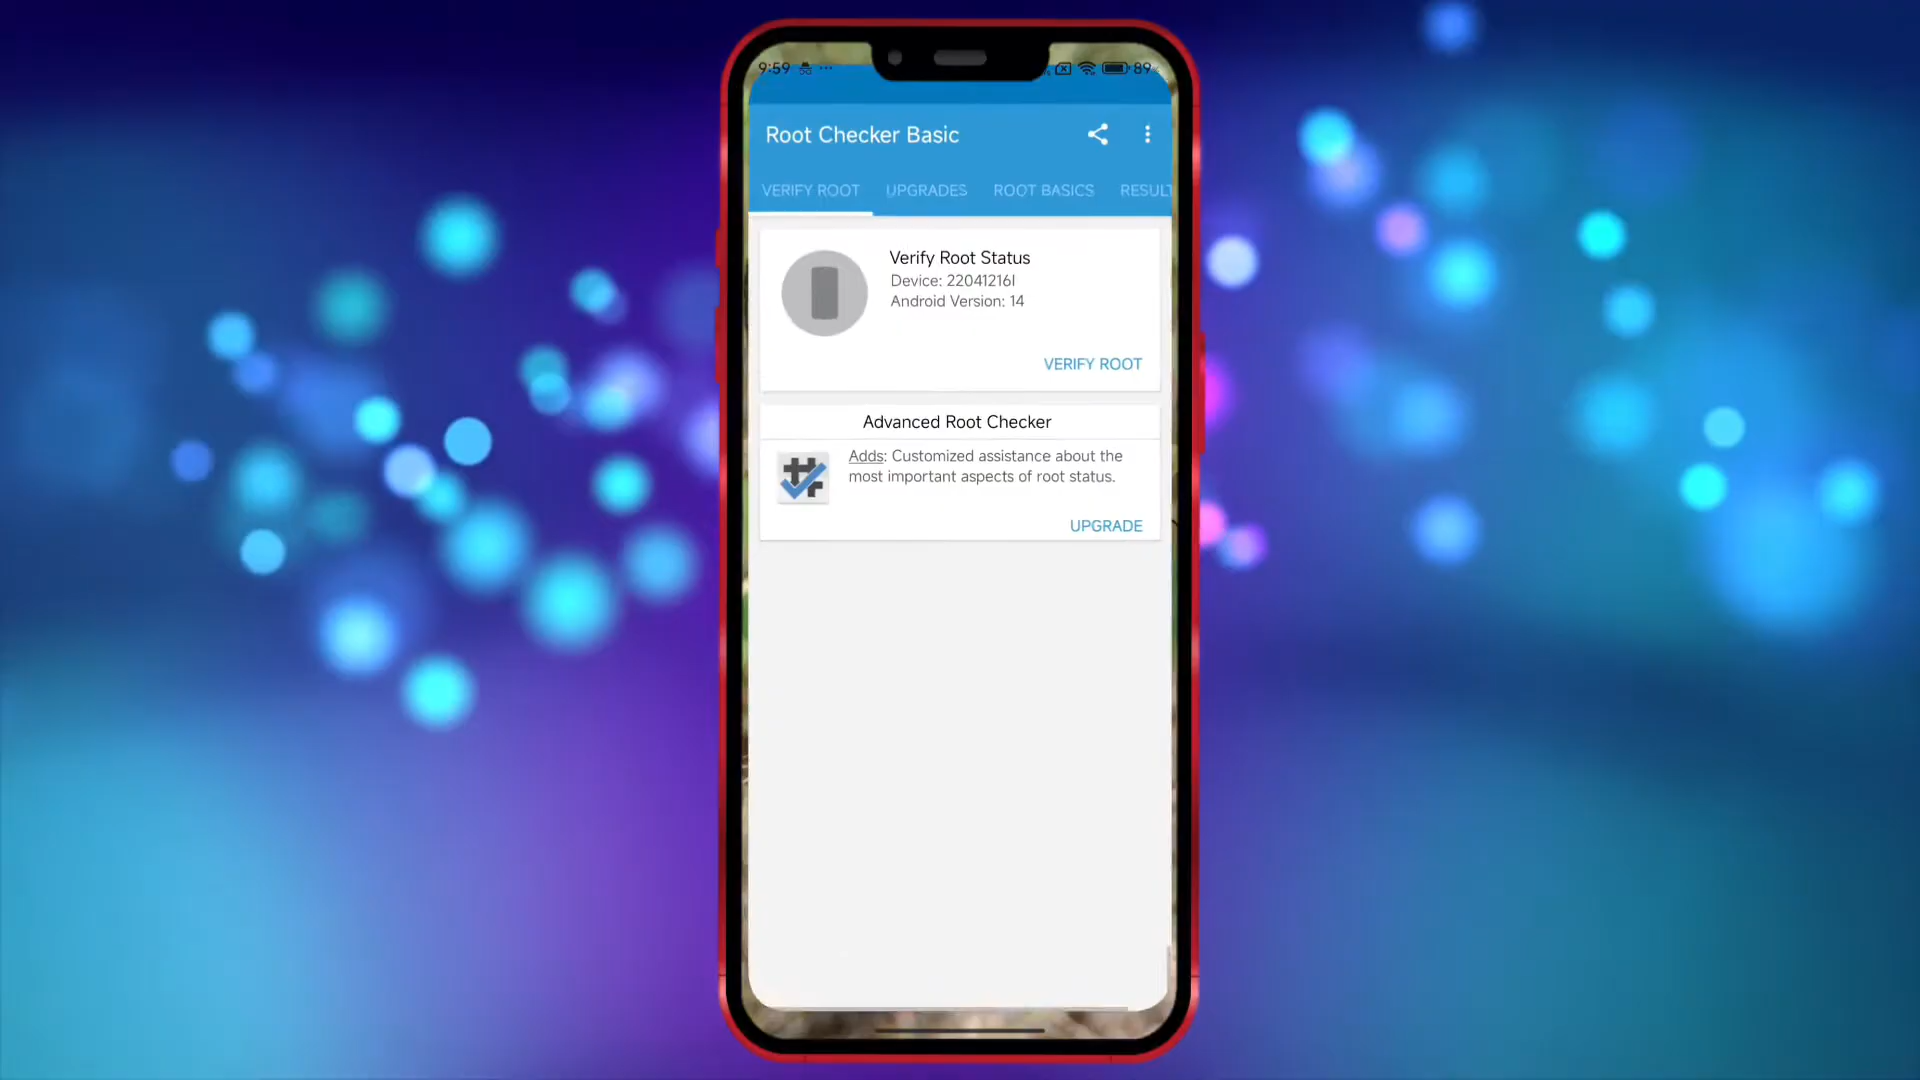 9:59
89
Root Checker Basic
VERIFY ROOT UPGRADES ROOT BASICS RESULT
Verify Root Status
Device: 22041216I
Android Version: 14
VERIFY ROOT
Advanced Root Checker
Adds: Customized assistance about the
most important aspects of root status.
UPGRADE